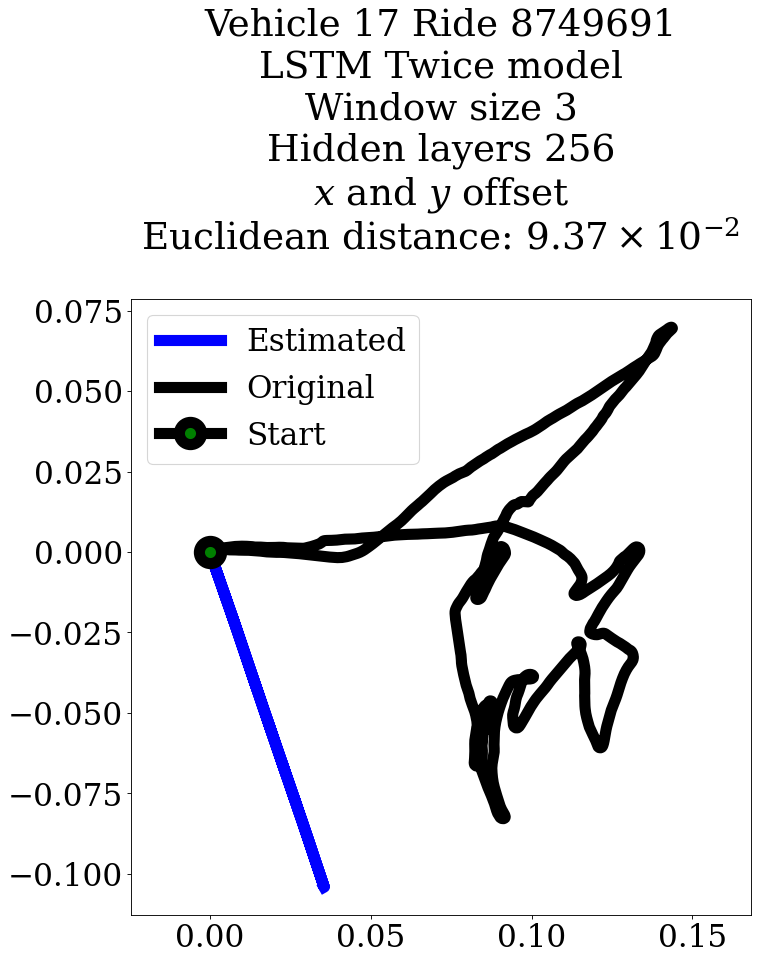 Vehicle 17 Ride 8749691
LSTM Twice model
Window size 3
Hidden layers 256
x and y offset
Euclidean distance: 9.37 × 10⁻²
Estimated
Original
Start
0.075
0.050
0.025
0.000
−0.025
−0.050
−0.075
−0.100
0.00 0.05 0.10 0.15